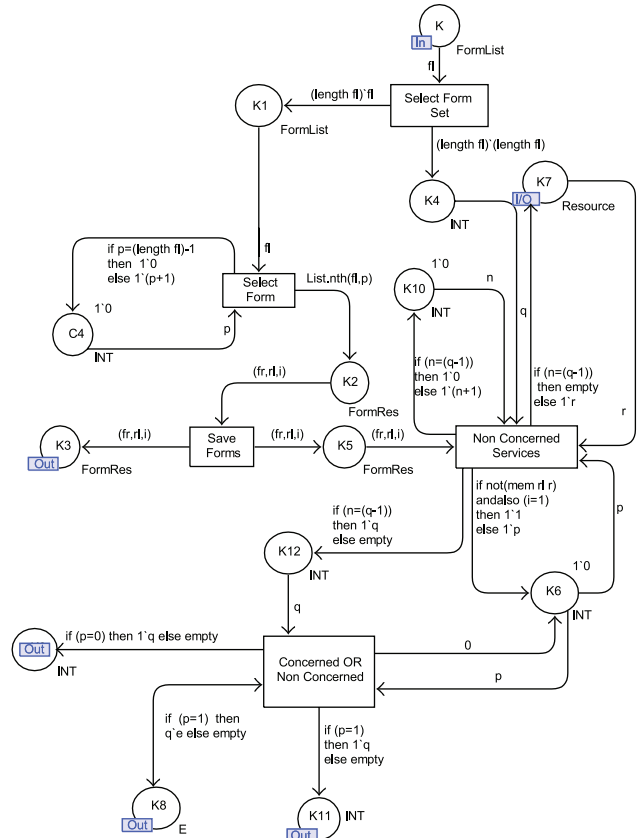 K
In
FormList
fl
Select Form
Set
(length fl)`fl
K1
FormList
(length fl)`(length fl)
K4
INT
K7
I/O
Resource
fl
if p=(length fl)-1
then 1`0
else 1`(p+1)
Select
Form
List.nth(fl,p)
1`0
C4
INT
p
K10
1`0
INT
n
q
r
if (n=(q-1))
then 1`0
else 1`(n+1)
if (n=(q-1))
then empty
else 1`r
K2
FormRes
(fr,rl,i)
K3
Out
FormRes
(fr,rl,i)
Save
Forms
(fr,rl,i)
K5
FormRes
(fr,rl,i)
Non Concerned
Services
if not(mem rl r)
andalso (i=1)
then 1`1
else 1`p
p
if (n=(q-1))
then 1`q
else empty
K12
INT
q
1`0
K6
INT
Out
INT
if (p=0) then 1`q else empty
Concerned OR
Non Concerned
0
p
if (p=1) then
q`e else empty
if (p=1)
then 1`q
else empty
K8
Out
E
K11
Out
INT